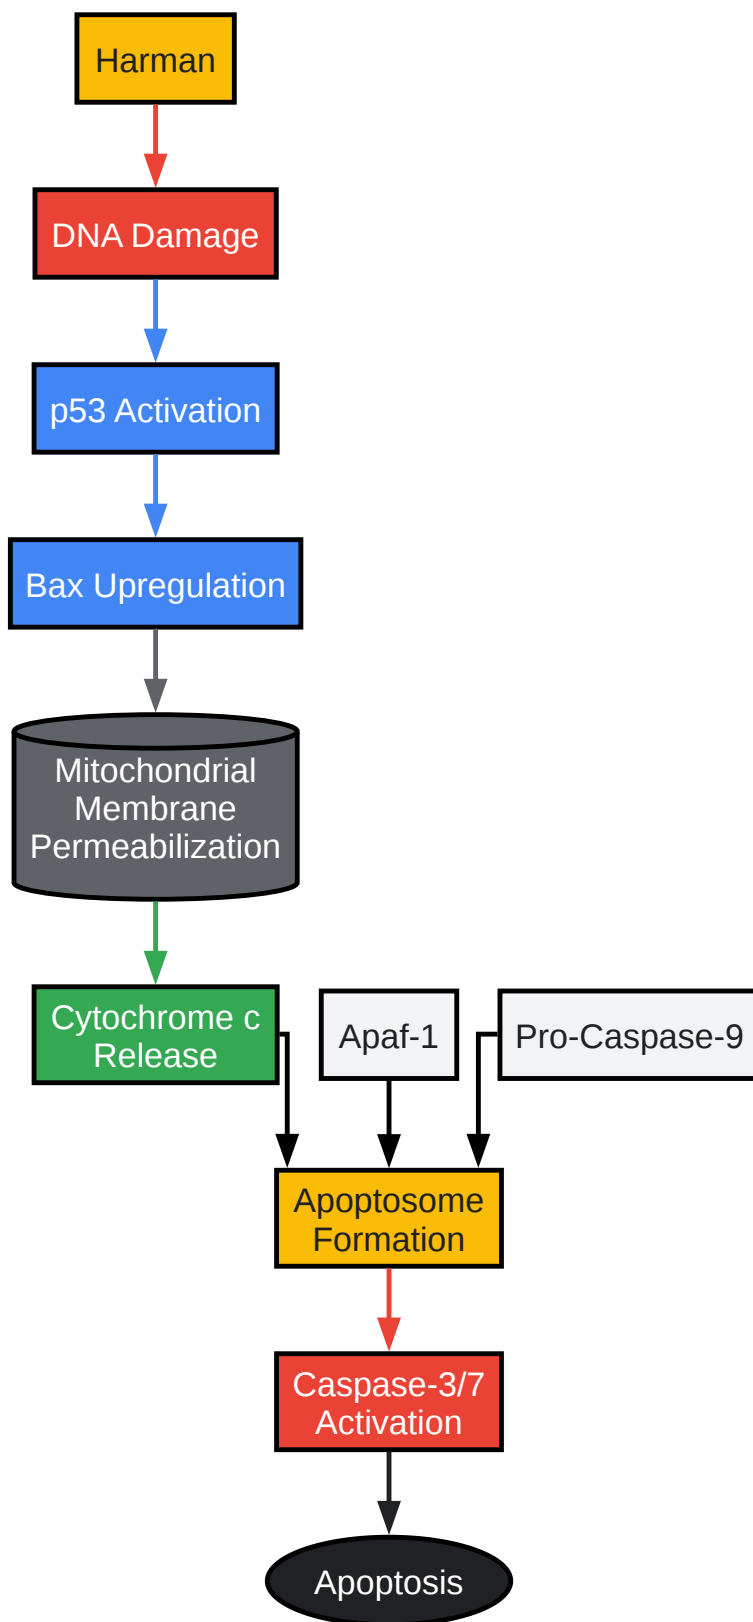 Harman
DNA Damage
p53 Activation
Bax Upregulation
Mitochondrial
Membrane
Permeabilization
Cytochrome c
Release
Apaf-1
Pro-Caspase-9
Apoptosome
Formation
Caspase-3/7
Activation
Apoptosis